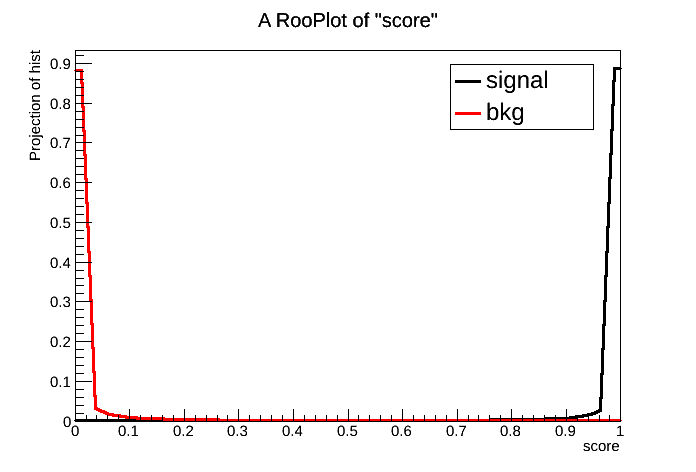 A RooPlot of "score"
Projection of hist
0.9
0.8
0.7
0.6
0.5
0.4
0.3
0.2
0.1
0
signal
bkg
0 0.1 0.2 0.3 0.4 0.5 0.6 0.7 0.8 0.9 1
score